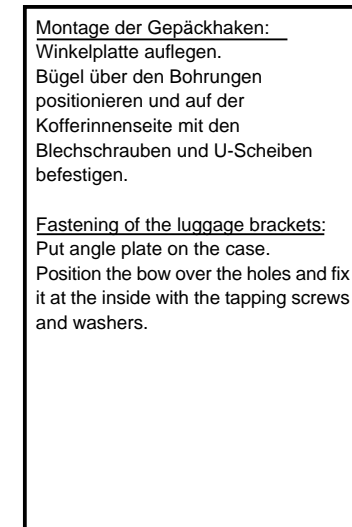 Montage der Gepäckhaken:
Winkelplatte auflegen.
Bügel über den Bohrungen
positionieren und auf der
Kofferinnenseite mit den
Blechschrauben und U-Scheiben
befestigen.
Fastening of the luggage brackets:
Put angle plate on the case.
Position the bow over the holes and fix
it at the inside with the tapping screws
and washers.